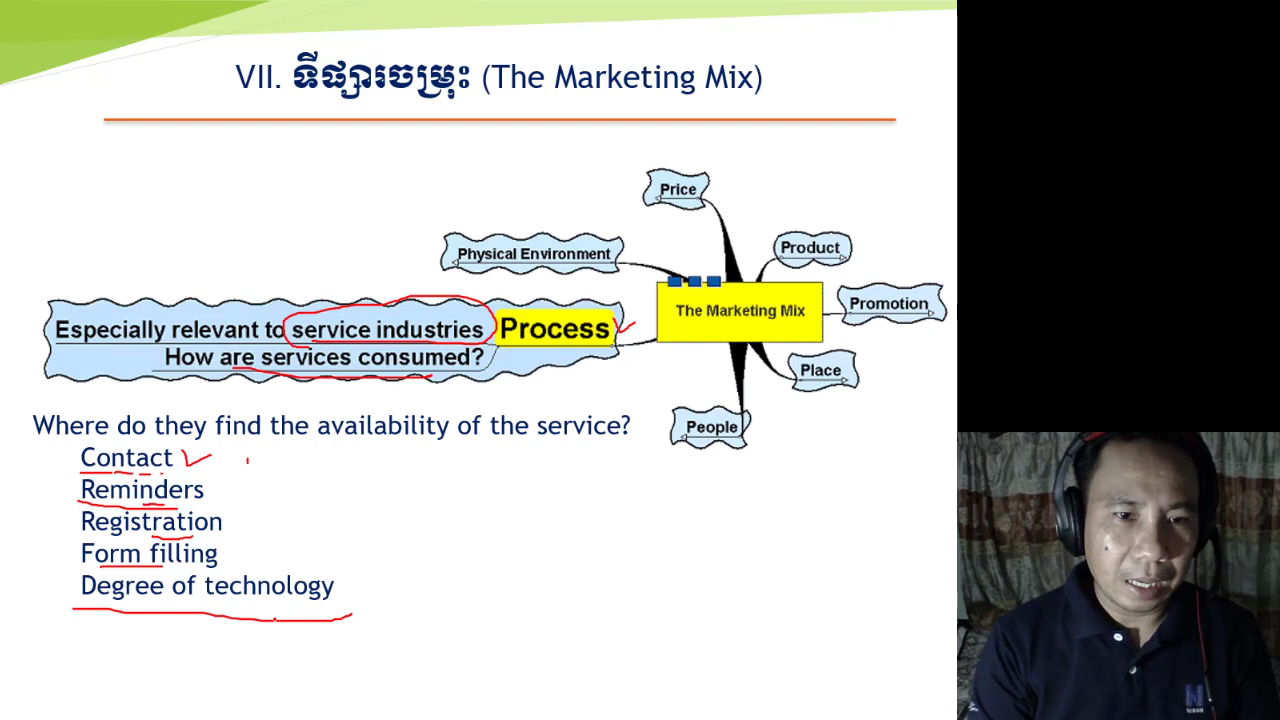 VII. ទីផ្សារចម្រុះ (The Marketing Mix)
Price
Physical Environment
Product
The Marketing Mix
Promotion
Especially relevant to service industries
Process
How are services consumed?
Place
People
Where do they find the availability of the service?
Contact
Reminders
Registration
Form filling
Degree of technology
N